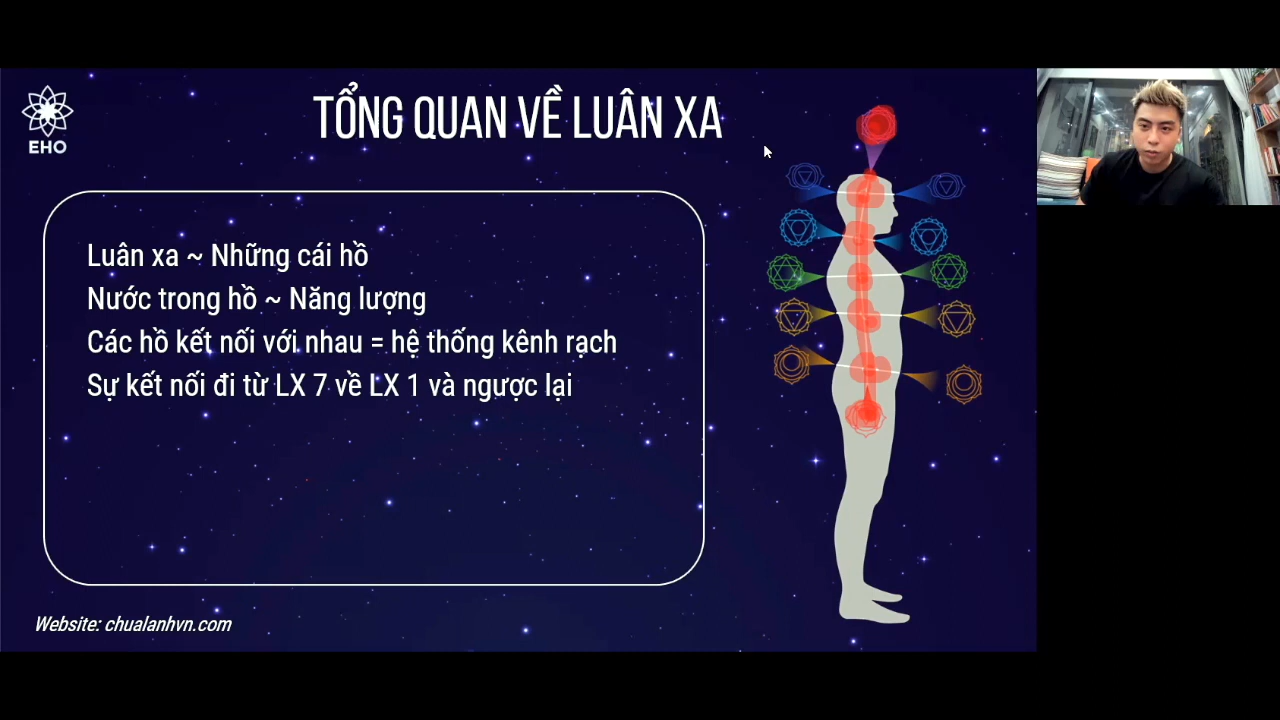 TỔNG QUAN VỀ LUÂN XA
EHO
Luân xa ~ Những cái hồ
Nước trong hồ ~ Năng lượng
Các hồ kết nối với nhau = hệ thống kênh rạch
Sự kết nối đi từ LX 7 về LX 1 và ngược lại
Website: chualanhvn.com